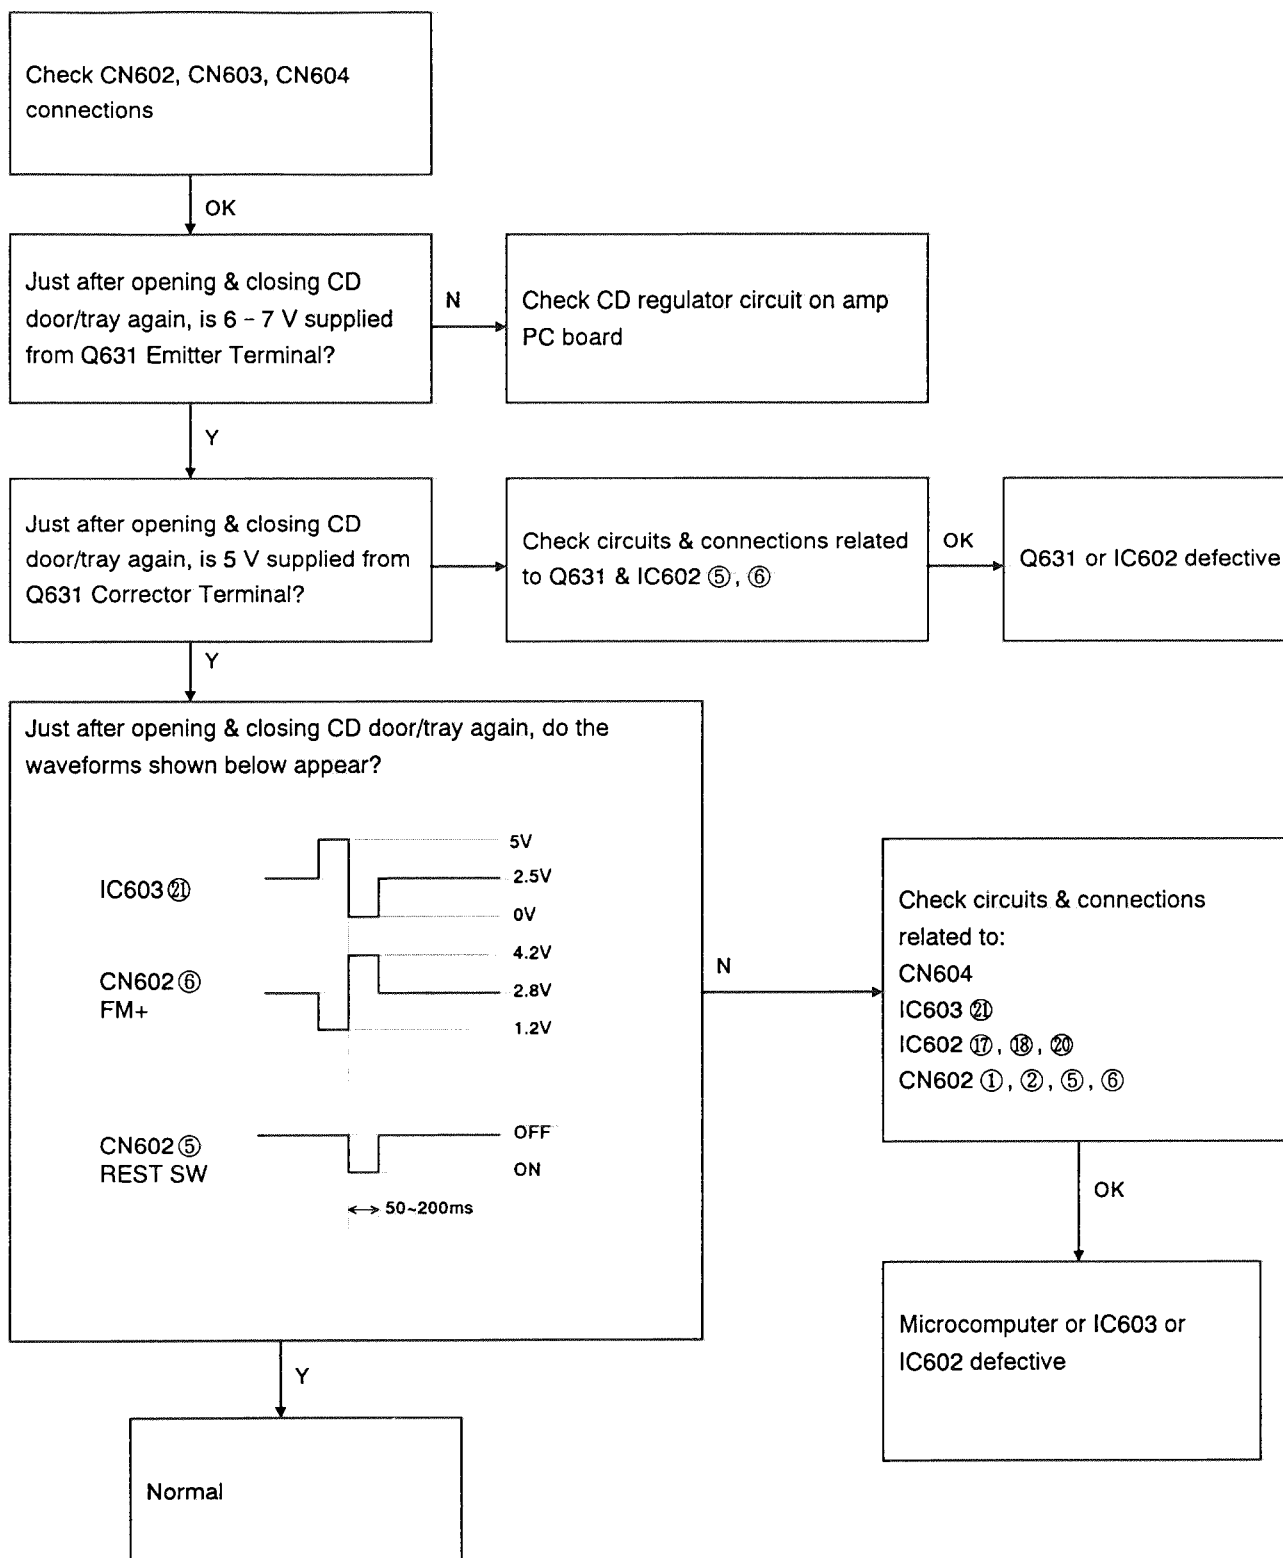 Check CN602, CN603, CN604
connections
OK
Just after opening & closing CD
door/tray again, is 6 – 7 V supplied
from Q631 Emitter Terminal?
N
Check CD regulator circuit on amp
PC board
Y
Just after opening & closing CD
door/tray again, is 5 V supplied from
Q631 Corrector Terminal?
Check circuits & connections related
to Q631 & IC602 ⑤, ⑥
OK
Q631 or IC602 defective
Y
Just after opening & closing CD door/tray again, do the
waveforms shown below appear?
IC603 ㉑
5V
2.5V
0V
CN602 ⑥
FM+
4.2V
2.8V
1.2V
CN602 ⑤
REST SW
OFF
ON
50~200ms
N
Check circuits & connections
related to:
CN604
IC603 ㉑
IC602 ⑰, ⑱, ⑳
CN602 ①, ②, ⑤, ⑥
OK
Microcomputer or IC603 or
IC602 defective
Y
Normal